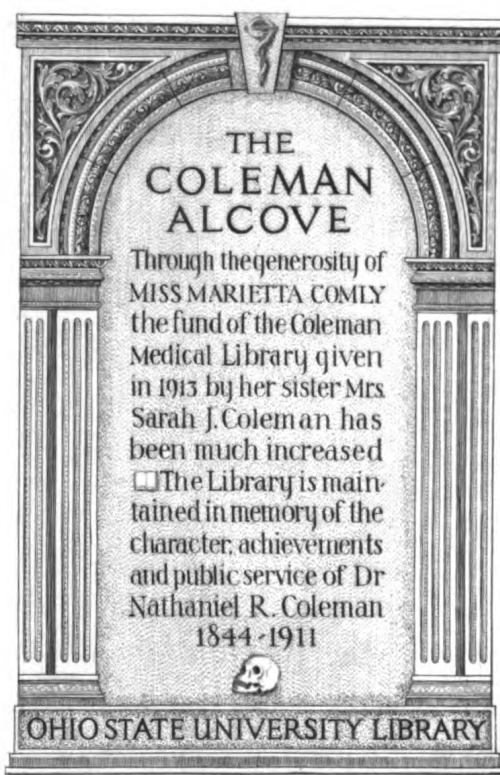 THE
COLEMAN
ALCOVE
Through the generosity of
MISS MARIETTA COMLY
the fund of the Coleman
Medical Library given
in 1913 by her sister Mrs.
Sarah J. Coleman has
been much increased
The Library is main-
tained in memory of the
character, achievements
and public service of Dr
Nathaniel R. Coleman
1844-1911
OHIO STATE UNIVERSITY LIBRARY